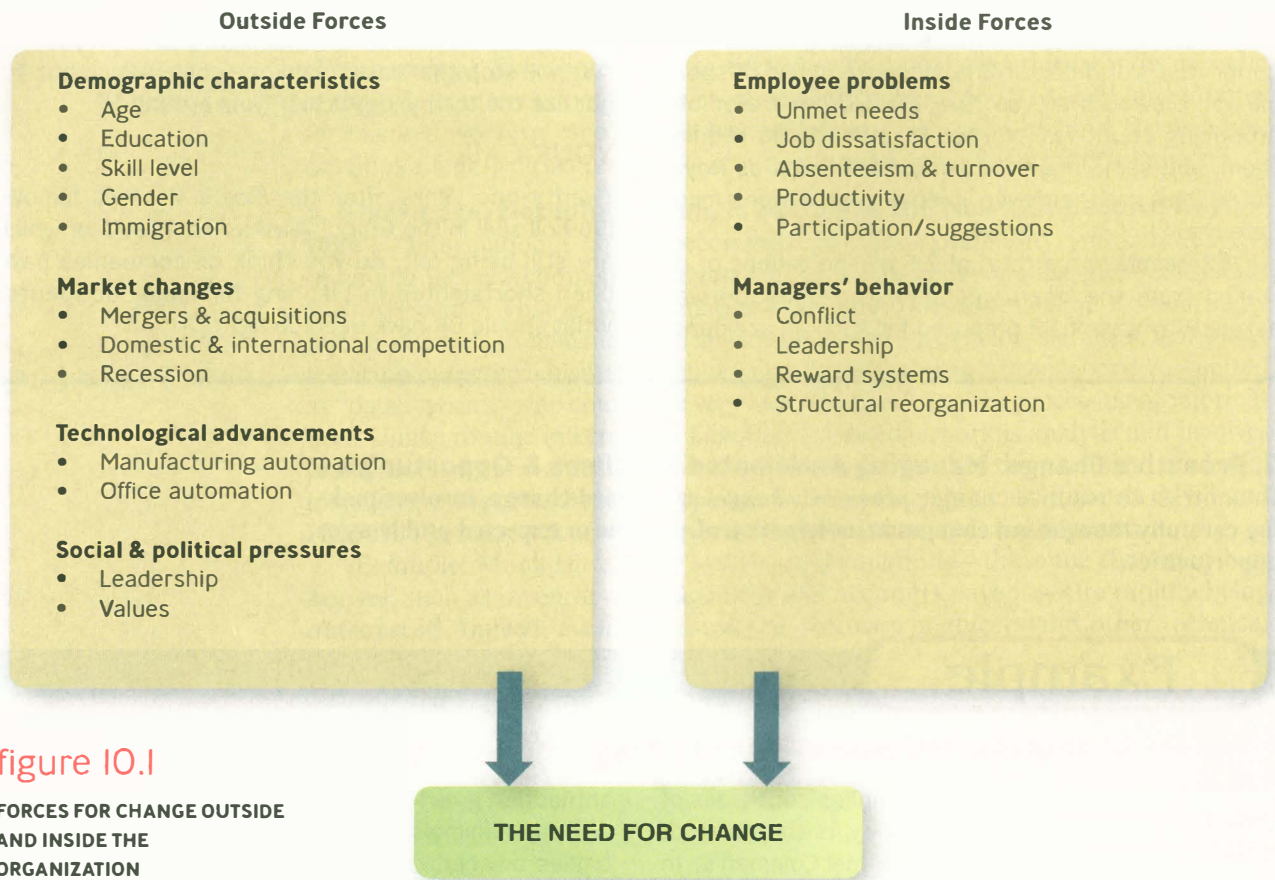 Outside Forces
Demographic characteristics
• Age
• Education
• Skill level
• Gender
• Immigration
Market changes
• Mergers & acquisitions
• Domestic & international competition
• Recession
Technological advancements
• Manufacturing automation
• Office automation
Social & political pressures
• Leadership
• Values
Inside Forces
Employee problems
• Unmet needs
• Job dissatisfaction
• Absenteeism & turnover
• Productivity
• Participation/suggestions
Managers' behavior
• Conflict
• Leadership
• Reward systems
• Structural reorganization
THE NEED FOR CHANGE
figure 10.1
FORCES FOR CHANGE OUTSIDE
AND INSIDE THE
ORGANIZATION